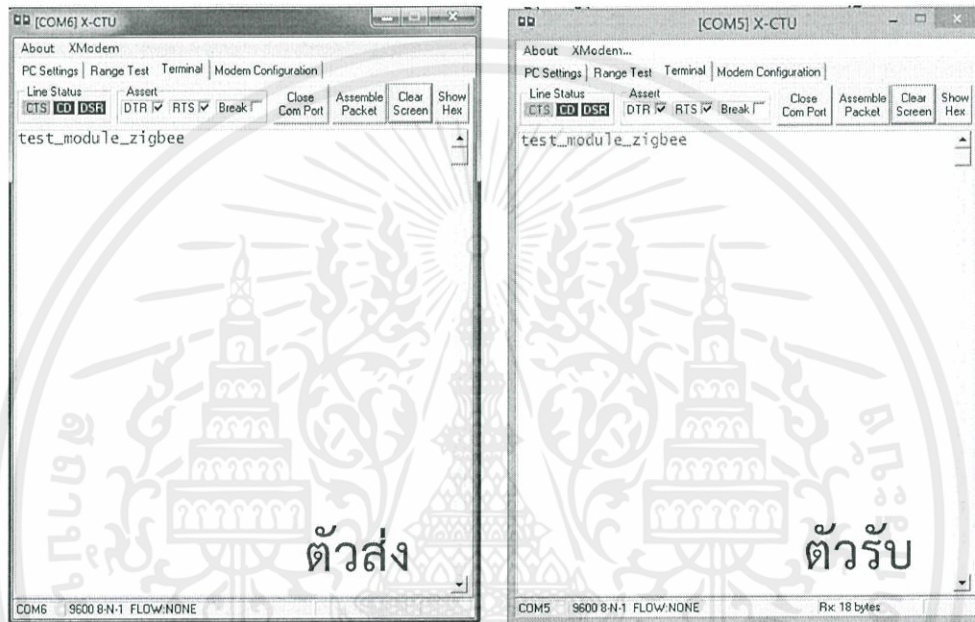 [COM6] X-CTU
About XModem
PC Settings Range Test Terminal Modem Configuration
Line Status
CTS CD DSR
Assert
DTR RTS Break
Close Com Port
Assemble Packet
Clear Screen
Show Hex
test_module_zigbee
ตัวส่ง
COM6 9600 8-N-1 FLOW:NONE
[COM5] X-CTU
About XModem...
PC Settings Range Test Terminal Modem Configuration
Line Status
CTS CD DSR
Assert
DTR RTS Break
Close Com Port
Assemble Packet
Clear Screen
Show Hex
test_module_zigbee
ตัวรับ
COM5 9600 8-N-1 FLOW:NONE Rx: 18 bytes